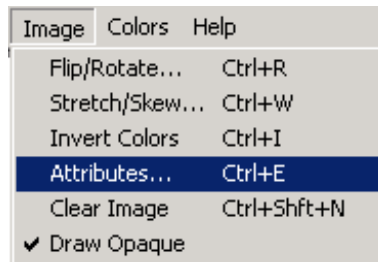 Image Colors Help
Flip/Rotate... Ctrl+R
Stretch/Skew... Ctrl+W
Invert Colors Ctrl+I
Attributes... Ctrl+E
Clear Image Ctrl+Shft+N
✔ Draw Opaque